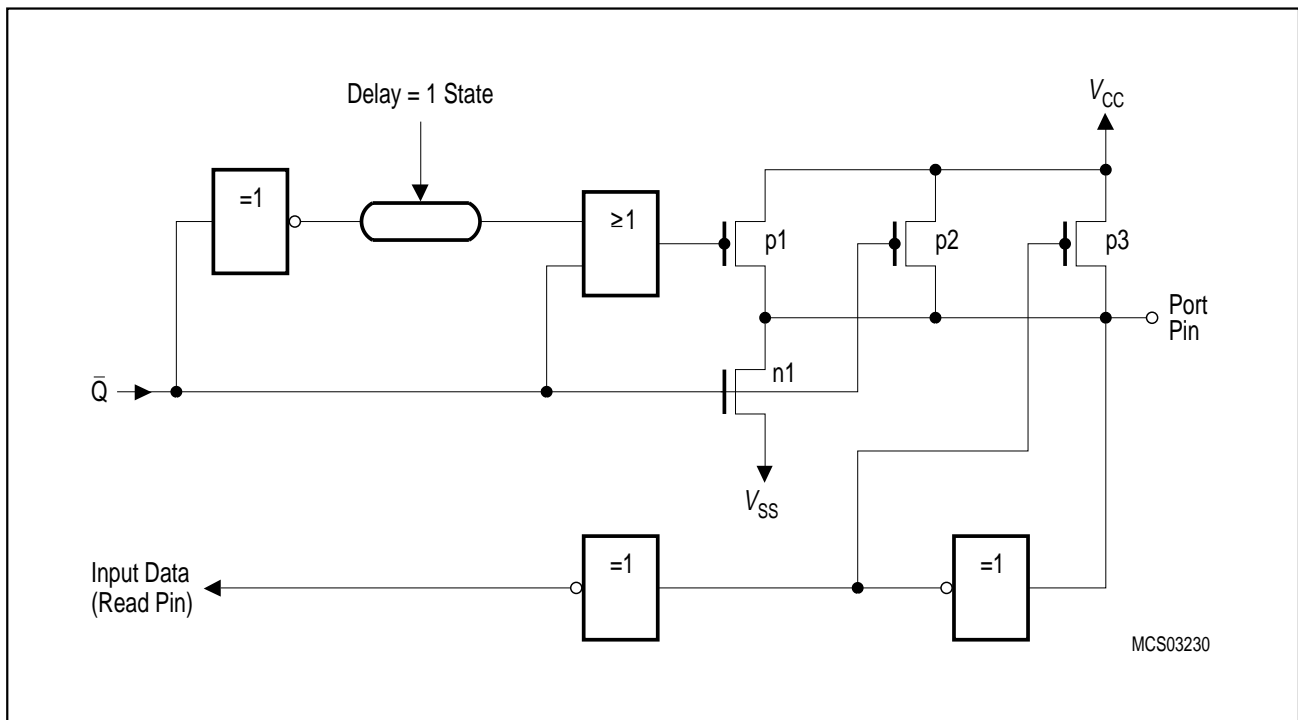 Delay = 1 State
V_CC
=1
≥1
p1
p2
p3
Port
Pin
Q̄
n1
V_SS
=1
=1
Input Data
(Read Pin)
MCS03230